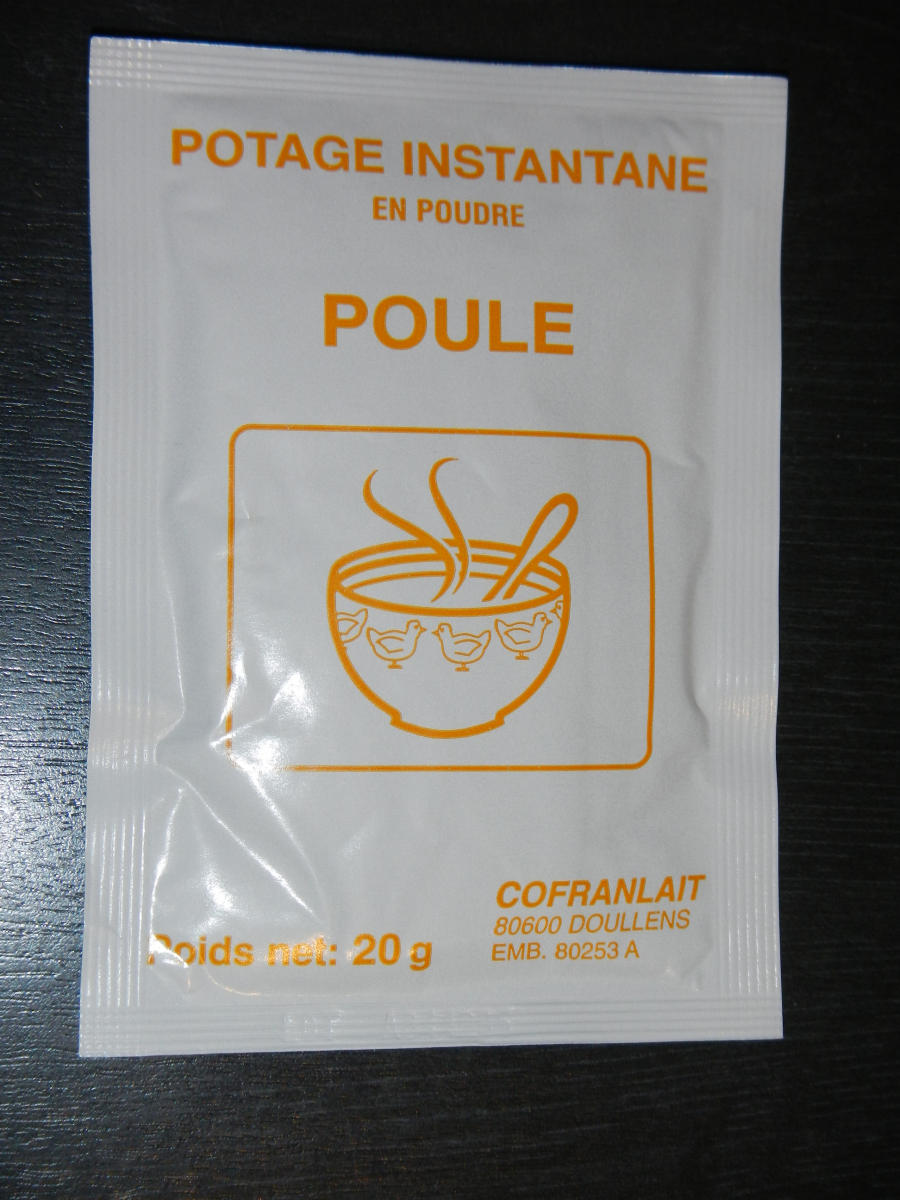 POTAGE INSTANTANE
EN POUDRE
POULE
COFRANLAIT
80600 DOULLENS
EMB. 80253 A
Poids net: 20 g